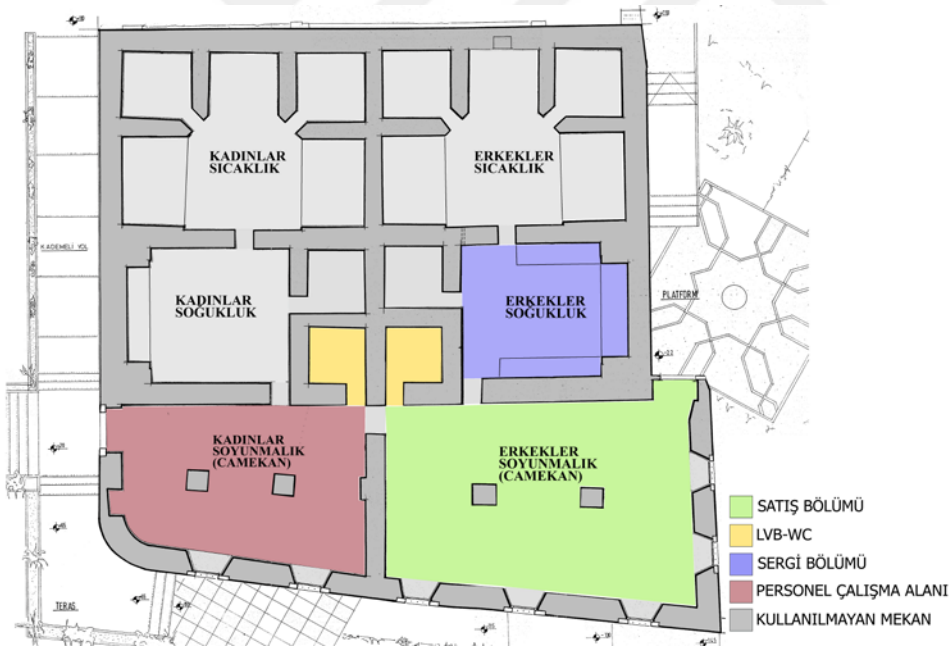 KADINLAR
SICAKLIK
ERKEKLER
SICAKLIK
KADEMELİ YOL
KADINLAR
SOĞUKLUK
ERKEKLER
SOĞUKLUK
PLATFORM
KADINLAR
SOYUNMALIK
(CAMEKAN)
ERKEKLER
SOYUNMALIK
(CAMEKAN)
TERAS
SATIŞ BÖLÜMÜ
LVB-WC
SERGİ BÖLÜMÜ
PERSONEL ÇALIŞMA ALANI
KULLANILMAYAN MEKAN